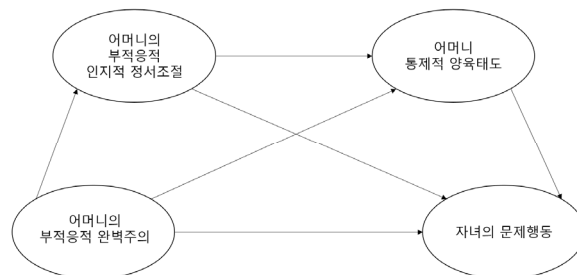 어머니의
부적응적
인지적 정서조절
어머니
통제적 양육태도
어머니의
부적응적 완벽주의
자녀의 문제행동